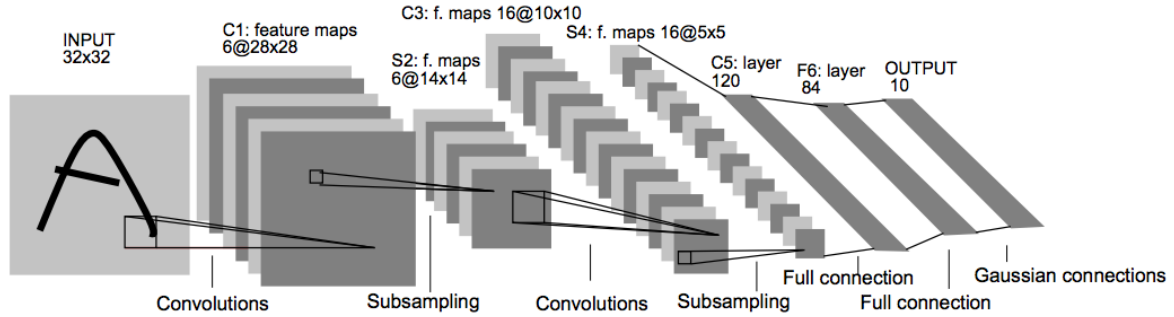 INPUT
32x32
C1: feature maps
6@28x28
S2: f. maps
6@14x14
C3: f. maps 16@10x10
S4: f. maps 16@5x5
C5: layer
120
F6: layer
84
OUTPUT
10
Convolutions
Subsampling
Convolutions
Subsampling
Full connection
Full connection
Gaussian connections